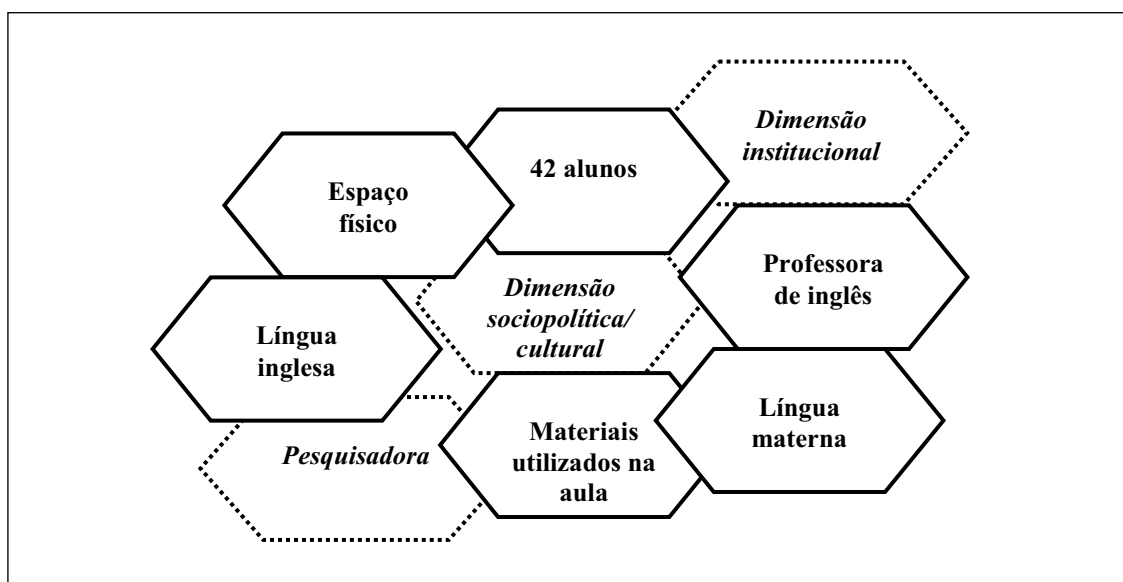 Dimensão
institucional
42 alunos
Espaço
físico
Professora
de inglês
Dimensão
sociopolítica/
cultural
Língua
inglesa
Língua
materna
Materiais
utilizados na
aula
Pesquisadora